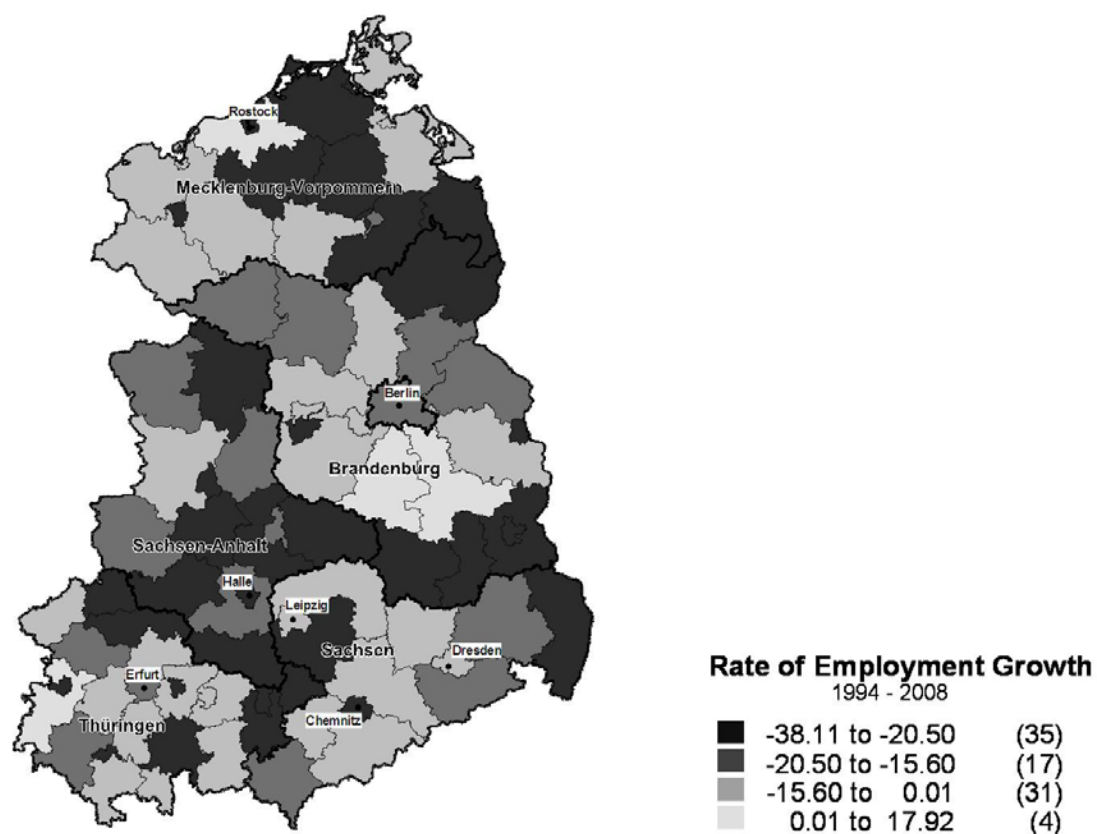 Rostock
Mecklenburg-Vorpommern
Berlin
Brandenburg
Sachsen-Anhalt
Halle
Leipzig
Sachsen
Dresden
Erfurt
Thüringen
Chemnitz
Rate of Employment Growth
1994 - 2008
-38.11 to -20.50 (35)
-20.50 to -15.60 (17)
-15.60 to 0.01 (31)
0.01 to 17.92 (4)